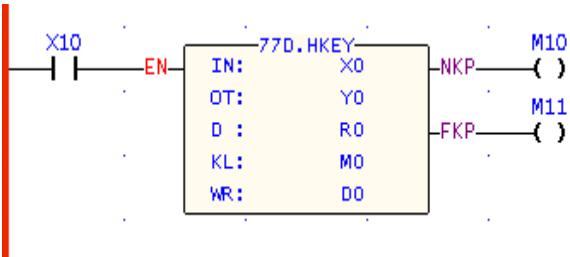 X10
EN
77D.HKEY
IN: X0
OT: Y0
D : R0
KL: M0
WR: D0
NKP
M10
( )
FKP
M11
( )